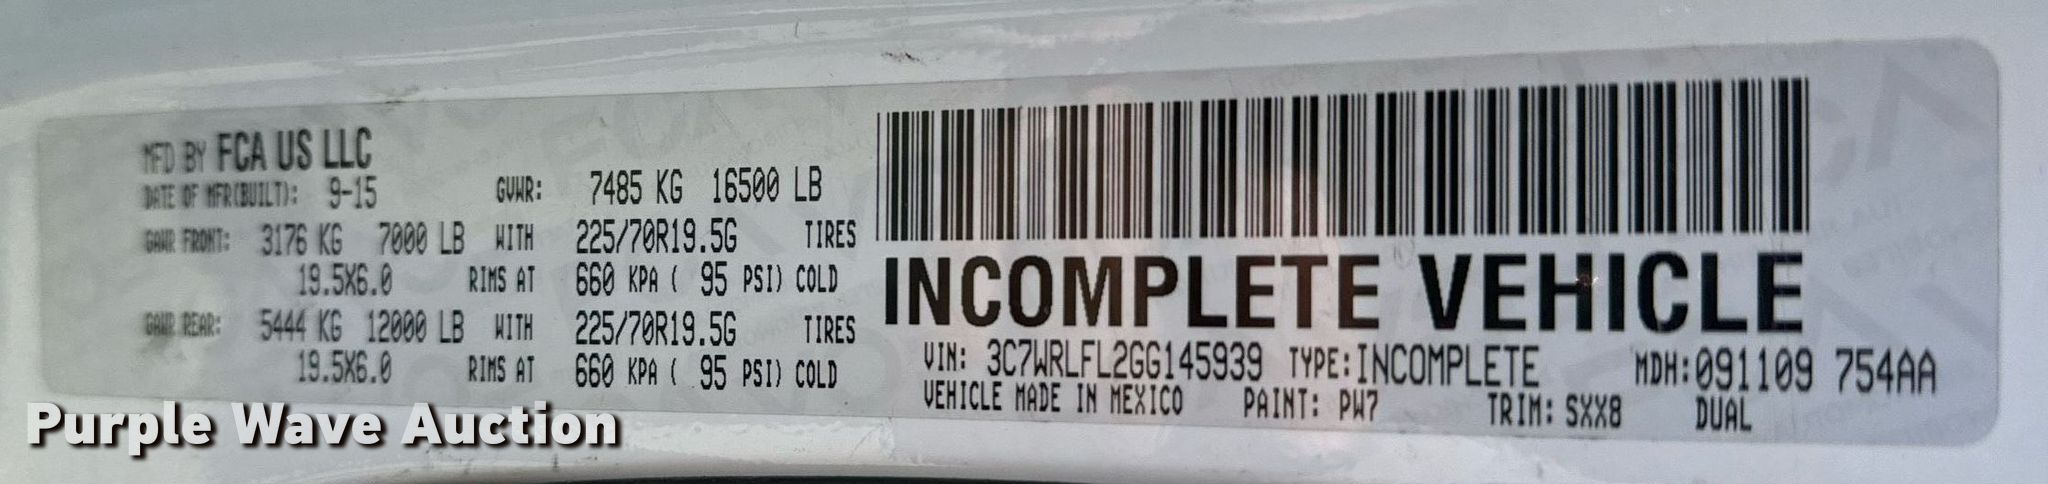 MFD BY FCA US LLC
DATE OF MFR(BUILT): 9-15 GVWR: 7485 KG 16500 LB
GAWR FRONT: 3176 KG 7000 LB WITH 225/70R19.5G TIRES
19.5X6.0 RIMS AT 660 KPA ( 95 PSI) COLD
GAWR REAR: 5444 KG 12000 LB WITH 225/70R19.5G TIRES
19.5X6.0 RIMS AT 660 KPA ( 95 PSI) COLD
INCOMPLETE VEHICLE
VIN: 3C7WRLFL2GG145939 TYPE:INCOMPLETE MDH:091109 754AA
VEHICLE MADE IN MEXICO PAINT: PW7 TRIM: SXX8 DUAL
Purple Wave Auction